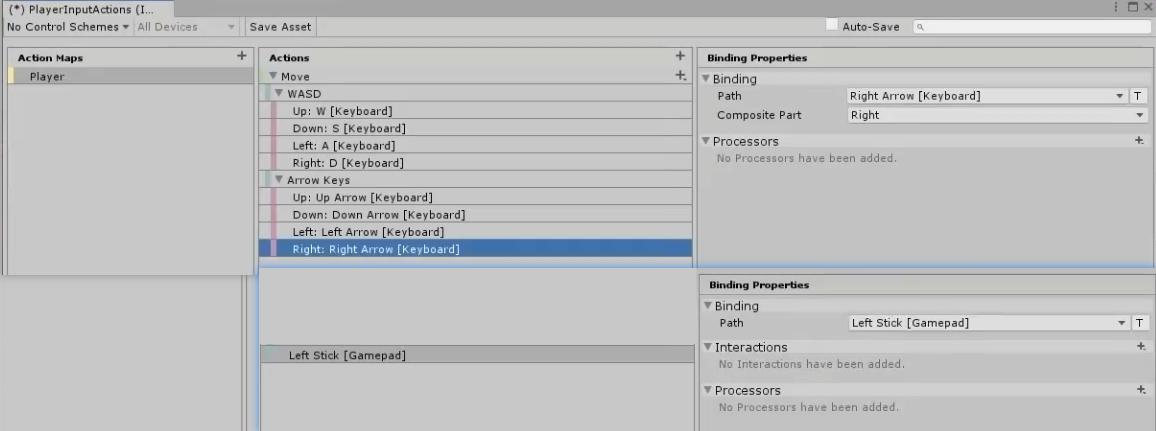 (*) PlayerInputActions (I...
No Control Schemes All Devices Save Asset Auto-Save
Action Maps +
Player
Actions +
Move +
WASD
Up: W [Keyboard]
Down: S [Keyboard]
Left: A [Keyboard]
Right: D [Keyboard]
Arrow Keys
Up: Up Arrow [Keyboard]
Down: Down Arrow [Keyboard]
Left: Left Arrow [Keyboard]
Right: Right Arrow [Keyboard]
Binding Properties
Binding
Path Right Arrow [Keyboard] T
Composite Part Right
Processors +
No Processors have been added.
Left Stick [Gamepad]
Binding Properties
Binding
Path Left Stick [Gamepad] T
Interactions +
No Interactions have been added.
Processors +
No Processors have been added.